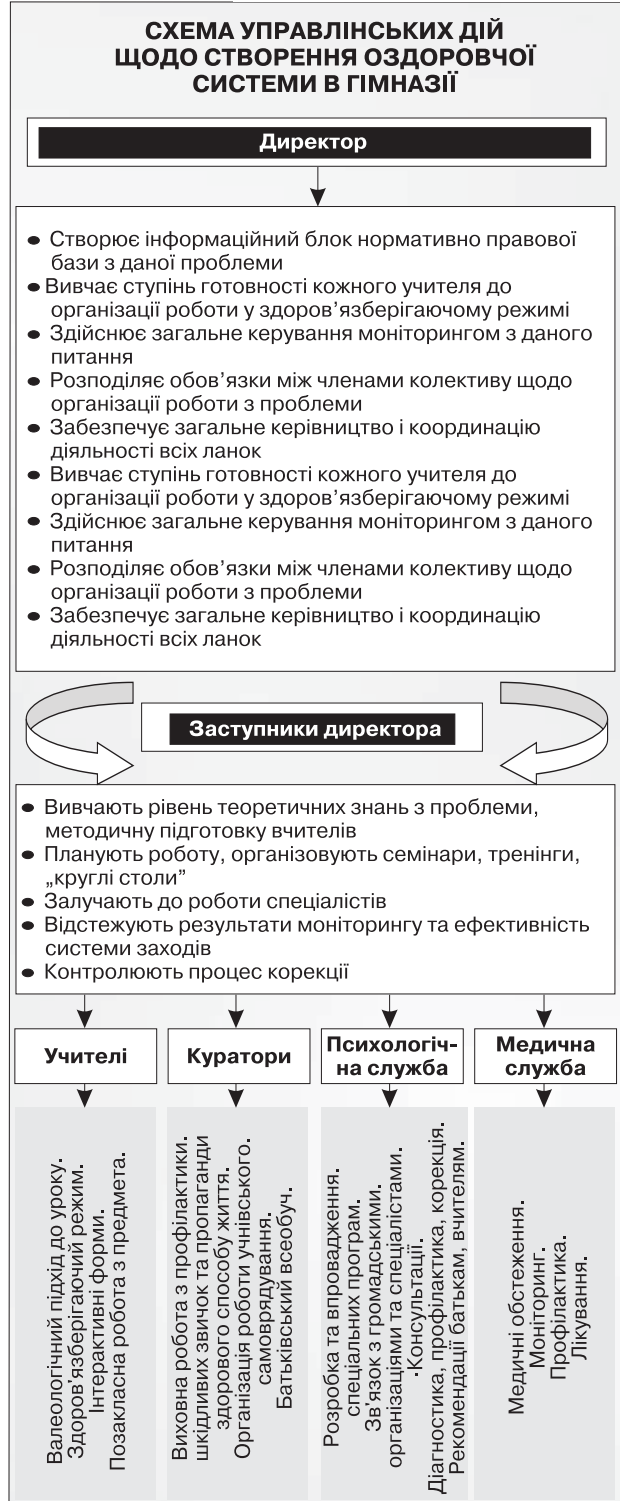 СХЕМА УПРАВЛІНСЬКИХ ДІЙ
ЩОДО СТВОРЕННЯ ОЗДОРОВЧОЇ
СИСТЕМИ В ГІМНАЗІЇ
Директор
● Створює інформаційний блок нормативно правової
бази з даної проблеми
● Вивчає ступінь готовності кожного учителя до
організації роботи у здоров’язберігаючому режимі
● Здійснює загальне керування моніторингом з даного
питання
● Розподіляє обов’язки між членами колективу щодо
організації роботи з проблеми
● Забезпечує загальне керівництво і координацію
діяльності всіх ланок
● Вивчає ступінь готовності кожного учителя до
організації роботи у здоров’язберігаючому режимі
● Здійснює загальне керування моніторингом з даного
питання
● Розподіляє обов’язки між членами колективу щодо
організації роботи з проблеми
● Забезпечує загальне керівництво і координацію
діяльності всіх ланок
Заступники директора
● Вивчають рівень теоретичних знань з проблеми,
методичну підготовку вчителів
● Планують роботу, організовують семінари, тренінги,
„круглі столи”
● Залучають до роботи спеціалістів
● Відстежують результати моніторингу та ефективність
системи заходів
● Контролюють процес корекції
Учителі
Куратори
Психологіч-
на служба
Медична
служба
Валеологічний підхід до уроку.
Здоров’язберігаючий режим.
Інтерактивні форми.
Позакласна робота з предмета.
Виховна робота з профілактики.
шкідливих звичок та пропаганди
здорового способу життя.
Організація роботи учнівського.
самоврядування.
Батьківський всеобуч.
Розробка та впровадження.
спеціальних програм.
Зв’язок з громадськими.
організаціями та спеціалістами.
·Консультації.
Діагностика, профілактика, корекція.
Рекомендації батькам, вчителям.
Медичні обстеження.
Моніторинг.
Профілактика.
Лікування.